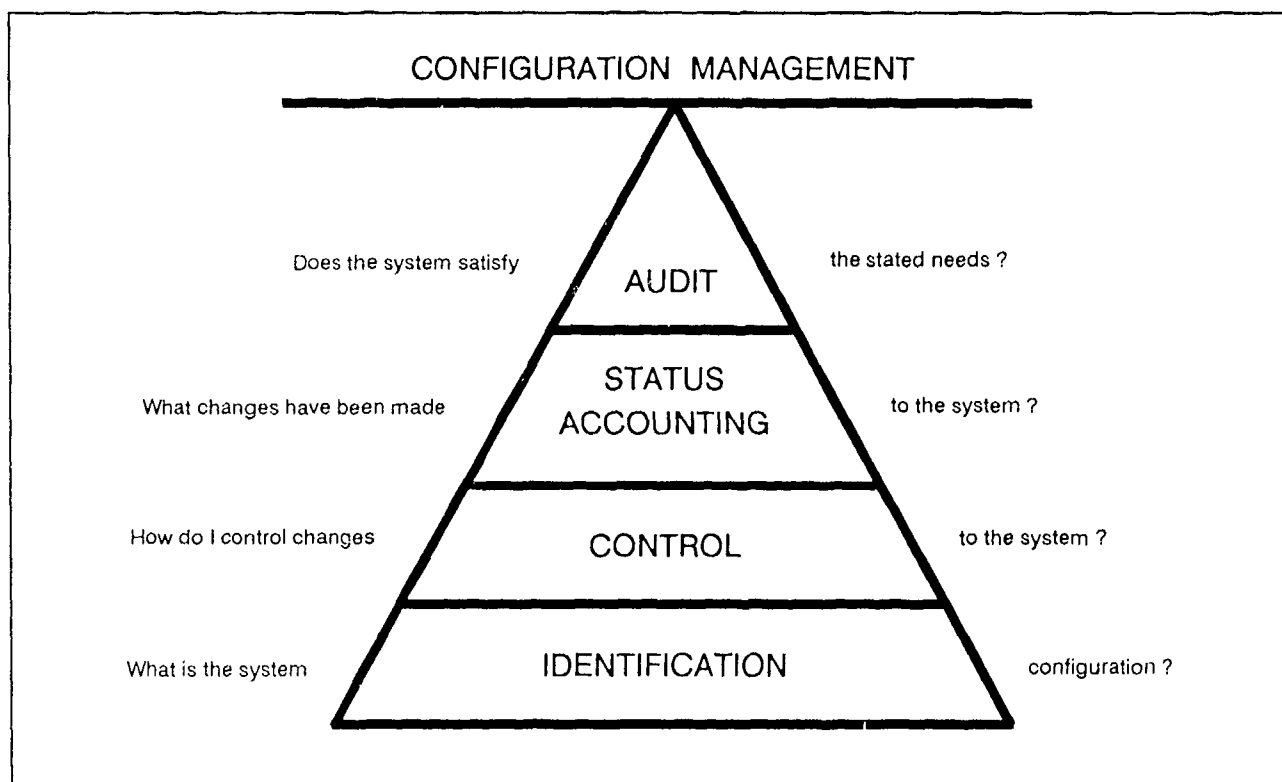 CONFIGURATION MANAGEMENT
Does the system satisfy
AUDIT
the stated needs ?
What changes have been made
STATUS
ACCOUNTING
to the system ?
How do I control changes
CONTROL
to the system ?
What is the system
IDENTIFICATION
configuration ?